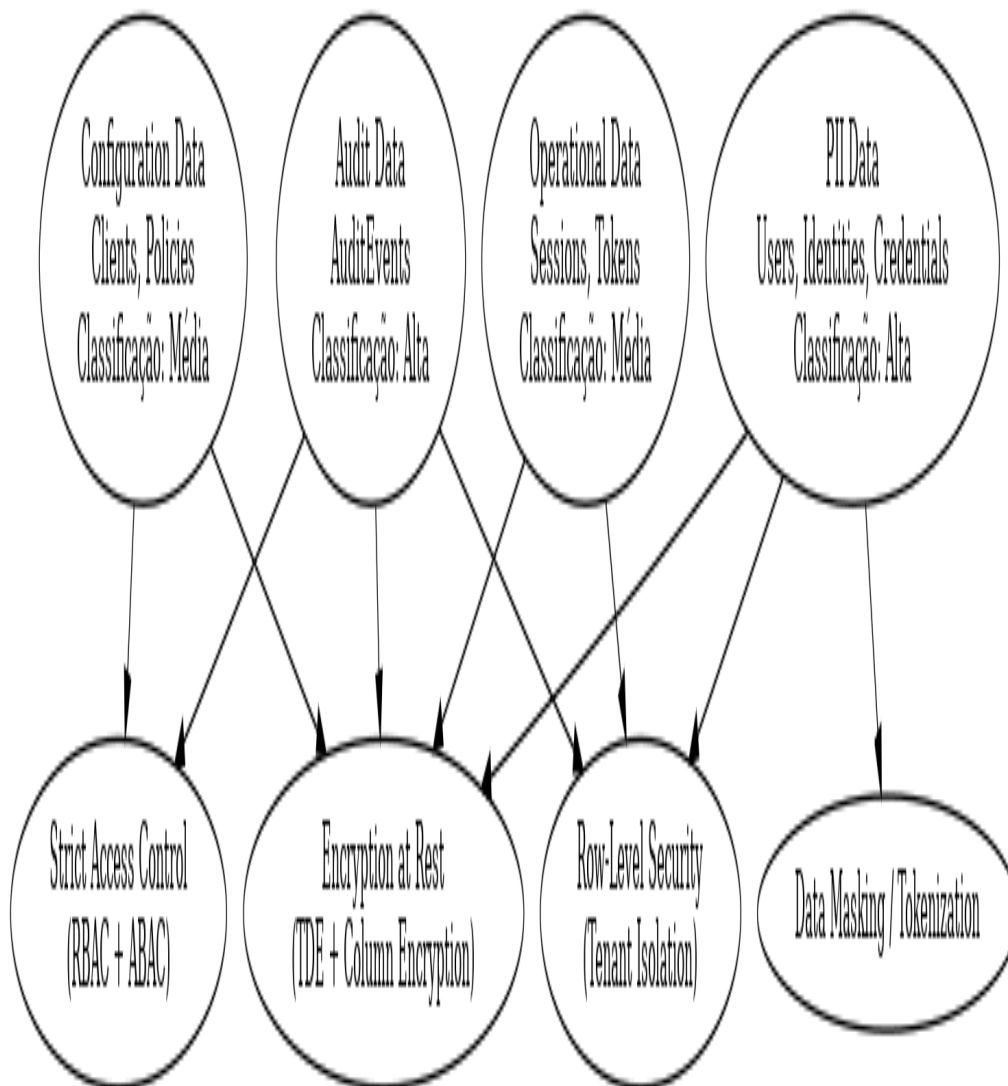 Configuration Data
Clients, Policies
Classificação: Média
Audit Data
AuditEvents
Classificação: Alta
Operational Data
Sessions, Tokens
Classificação: Média
PII Data
Users, Identities, Credentials
Classificação: Alta
Strict Access Control
(RBAC + ABAC)
Encryption at Rest
(TDE + Column Encryption)
Row-Level Security
(Tenant Isolation)
Data Masking / Tokenization